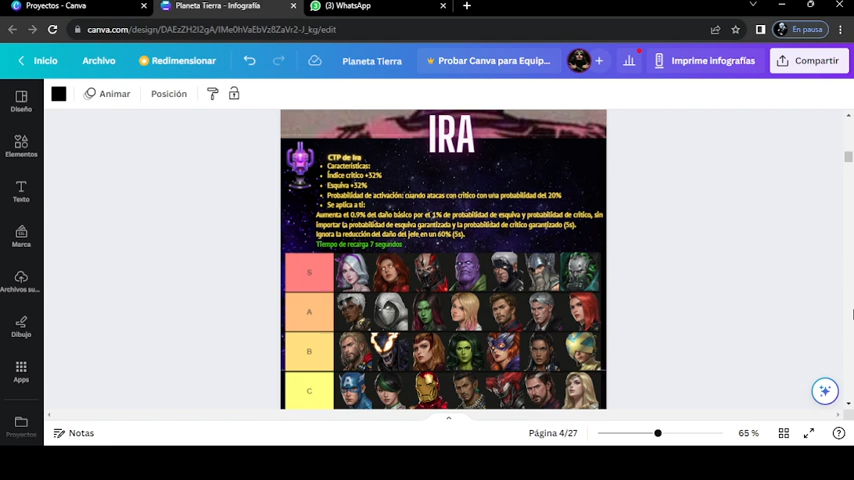 Proyectos - Canva
Planeta Tierra - Infografía
(3) WhatsApp
canva.com/design/DAEzZH2I2gA/IMe0hVaEbVz8ZaVr2-J_kg/edit
En pausa
Inicio
Archivo
Redimensionar
Planeta Tierra
Probar Canva para Equip...
Imprime infografías
Compartir
Animar
Posición
Diseño
Elementos
Texto
Marca
Archivos su...
Dibujo
Apps
Proyectos
IRA
CTP de Ira
Características:
Índice crítico +32%
Esquiva +32%
Probabilidad de activación: cuando atacas con crítico con una probabilidad del 20%
Se aplica a ti:
Aumenta el 0.9% del daño básico por el 1% de probabilidad de esquiva y probabilidad de crítico, sin
importar la probabilidad de esquiva garantizada y la probabilidad de crítico garantizado (5s).
Ignora la reducción del daño del jefe en un 60% (5s).
Tiempo de recarga 7 segundos
S
A
B
C
Notas
Página 4/27
65 %